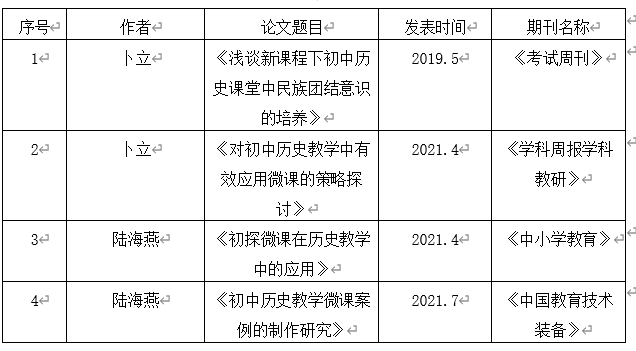 序号 作者 论文题目 发表时间 期刊名称
1 卜立 《浅谈新课程下初中历 2019.5 《考试周刊》
史课堂中民族团结意识
的培养》
2 卜立 《对初中历史教学中有 2021.4 《学科周报学科
效应用微课的策略探 教研》
讨》
3 陆海燕 《初探微课在历史教学 2021.4 《中小学教育》
中的应用》
4 陆海燕 《初中历史教学微课案 2021.7 《中国教育技术
例的制作研究》 装备》